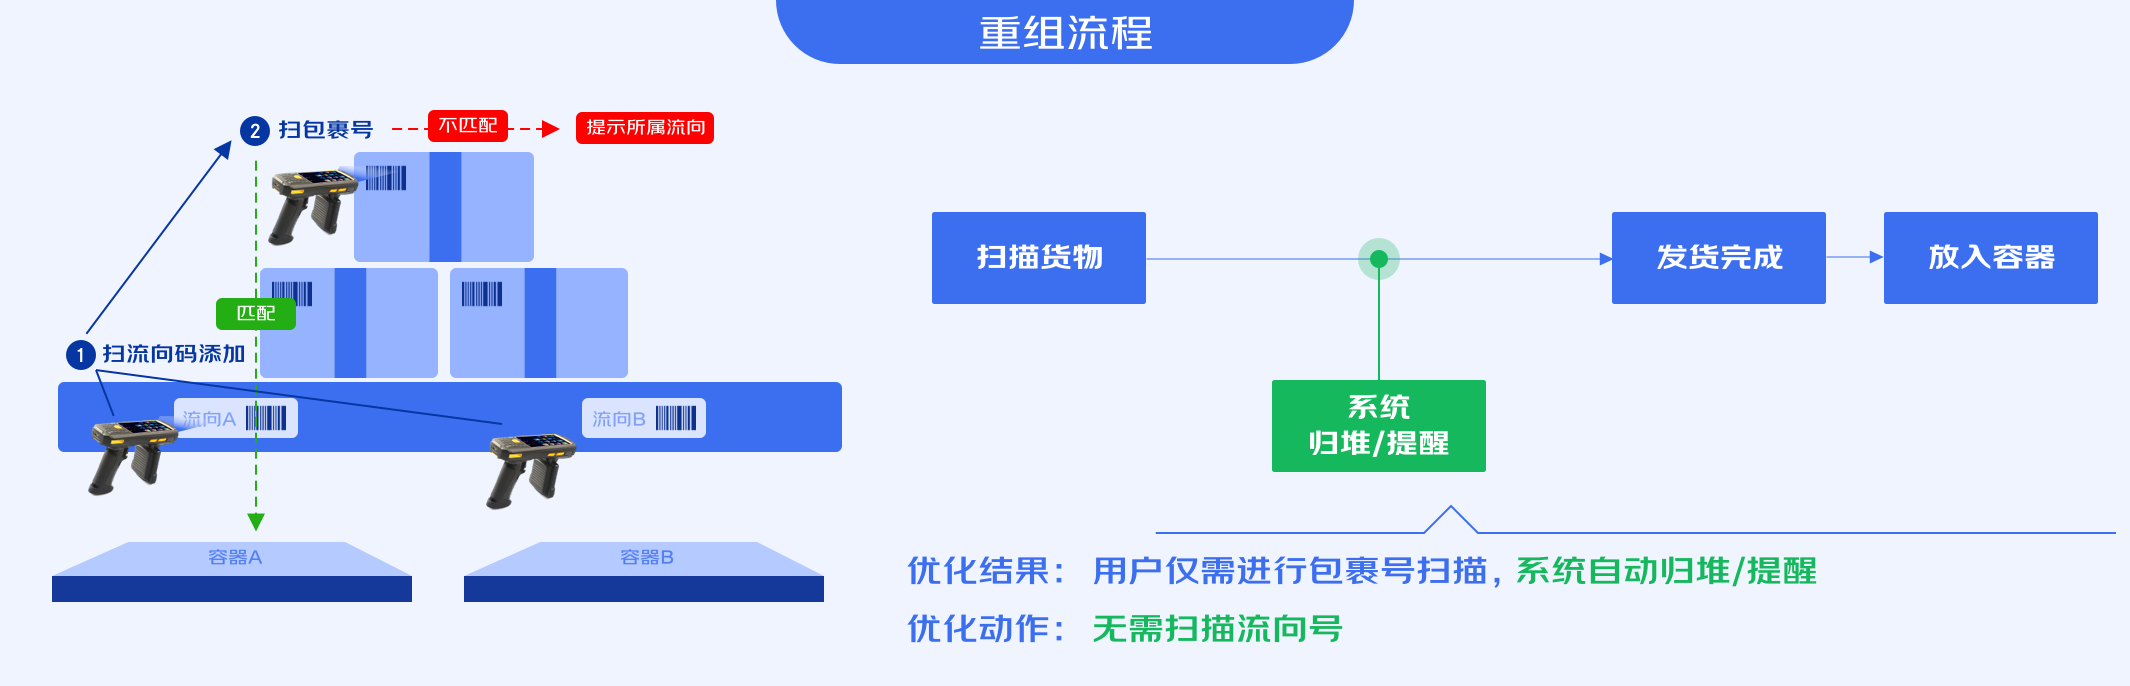 重组流程
2 扫包裹号
不匹配
提示所属流向
匹配
1 扫流向码添加
流向A
流向B
容器A
容器B
扫描货物
发货完成
放入容器
系统
归堆/提醒
优化结果：用户仅需进行包裹号扫描，系统自动归堆/提醒
优化动作：无需扫描流向号